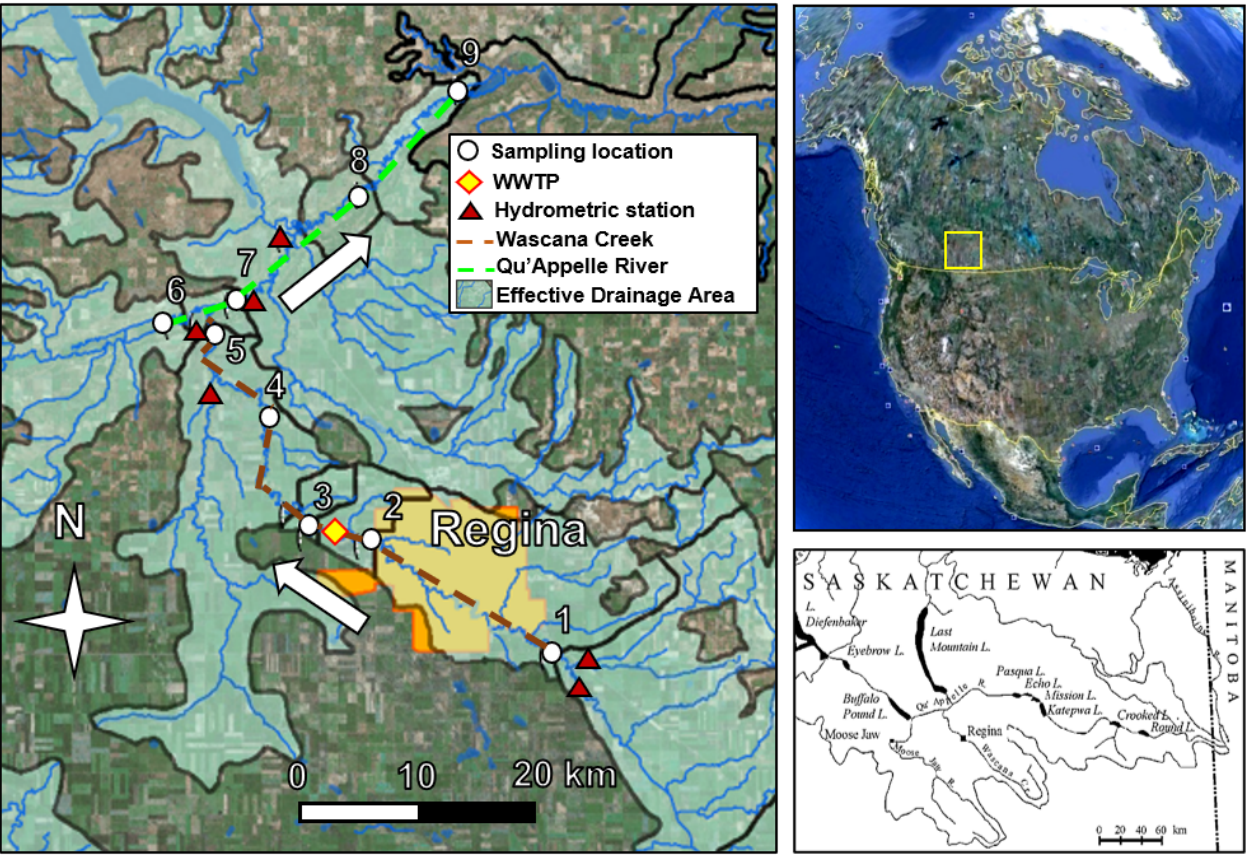 9
8
7
6
5
4
3
2
1
Sampling location
WWTP
Hydrometric station
Wascana Creek
Qu'Appelle River
Effective Drainage Area
Regina
N
0 10 20 km
SASKATCHEWAN
MANITOBA
Assiniboine
L.
Diefenbaker
Eyebrow L.
Last
Mountain L.
Buffalo
Pound L.
Qu' Appelle R.
Pasqua L.
Echo L.
Mission L.
Katepwa L.
Crooked L.
Round L.
Moose Jaw
Moose Jaw R.
Regina
Wascana Cr.
0 20 40 60 km